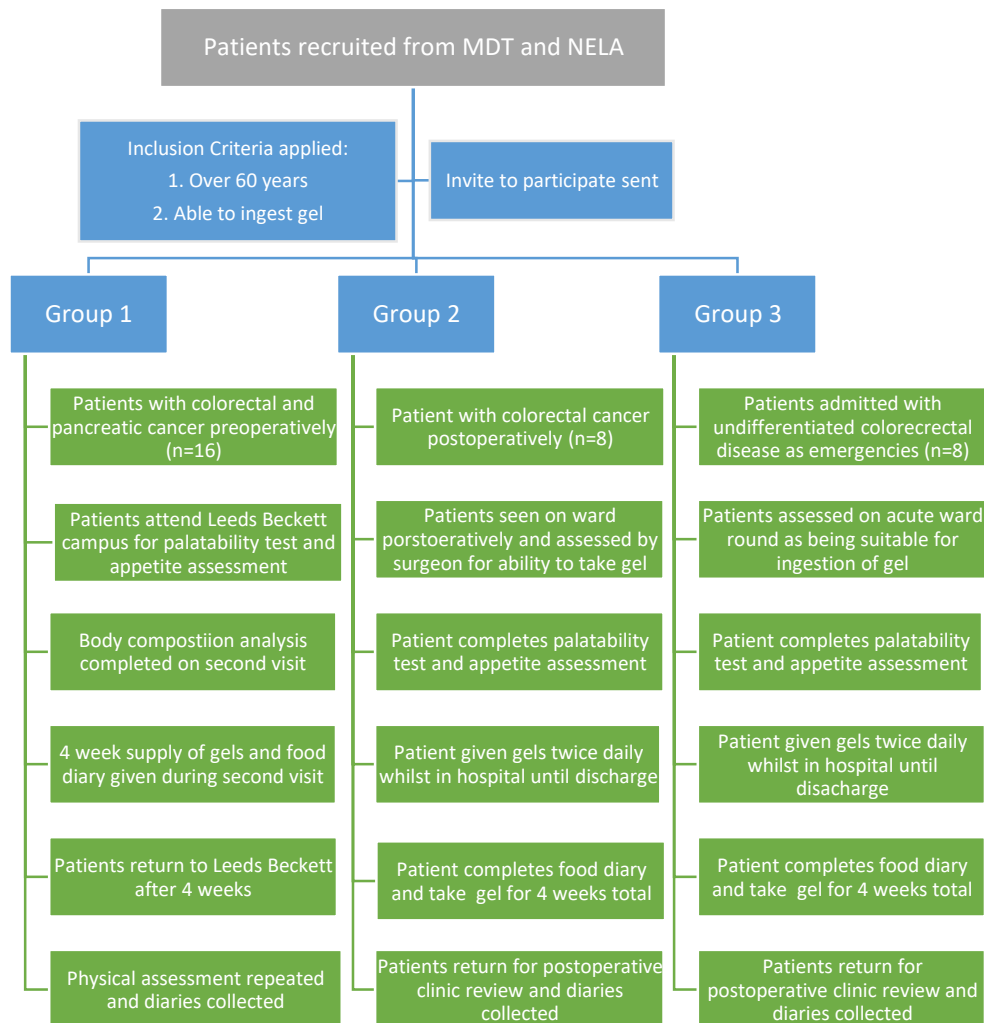 Patients recruited from MDT and NELA
Inclusion Criteria applied:
1. Over 60 years
2. Able to ingest gel
Invite to participate sent
Group 1
Group 2
Group 3
Patients with colorectal and
pancreatic cancer preoperatively
(n=16)
Patients attend Leeds Beckett
campus for palatability test and
appetite assessment
Body compostiion analysis
completed on second visit
4 week supply of gels and food
diary given during second visit
Patients return to Leeds Beckett
after 4 weeks
Physical assessment repeated
and diaries collected
Patient with colorectal cancer
postoperatively (n=8)
Patients seen on ward
porstoeratively and assessed by
surgeon for ability to take gel
Patient completes palatability
test and appetite assessment
Patient given gels twice daily
whilst in hospital until discharge
Patient completes food diary
and take gel for 4 weeks total
Patients return for postoperative
clinic review and diaries
collected
Patients admitted with
undifferentiated colorecrectal
disease as emergencies (n=8)
Patients assessed on acute ward
round as being suitable for
ingestion of gel
Patient completes palatability
test and appetite assessment
Patient given gels twice daily
whilst in hospital until
disacharge
Patient completes food diary
and take gel for 4 weeks total
Patients return for
postoperative clinic review and
diaries collected